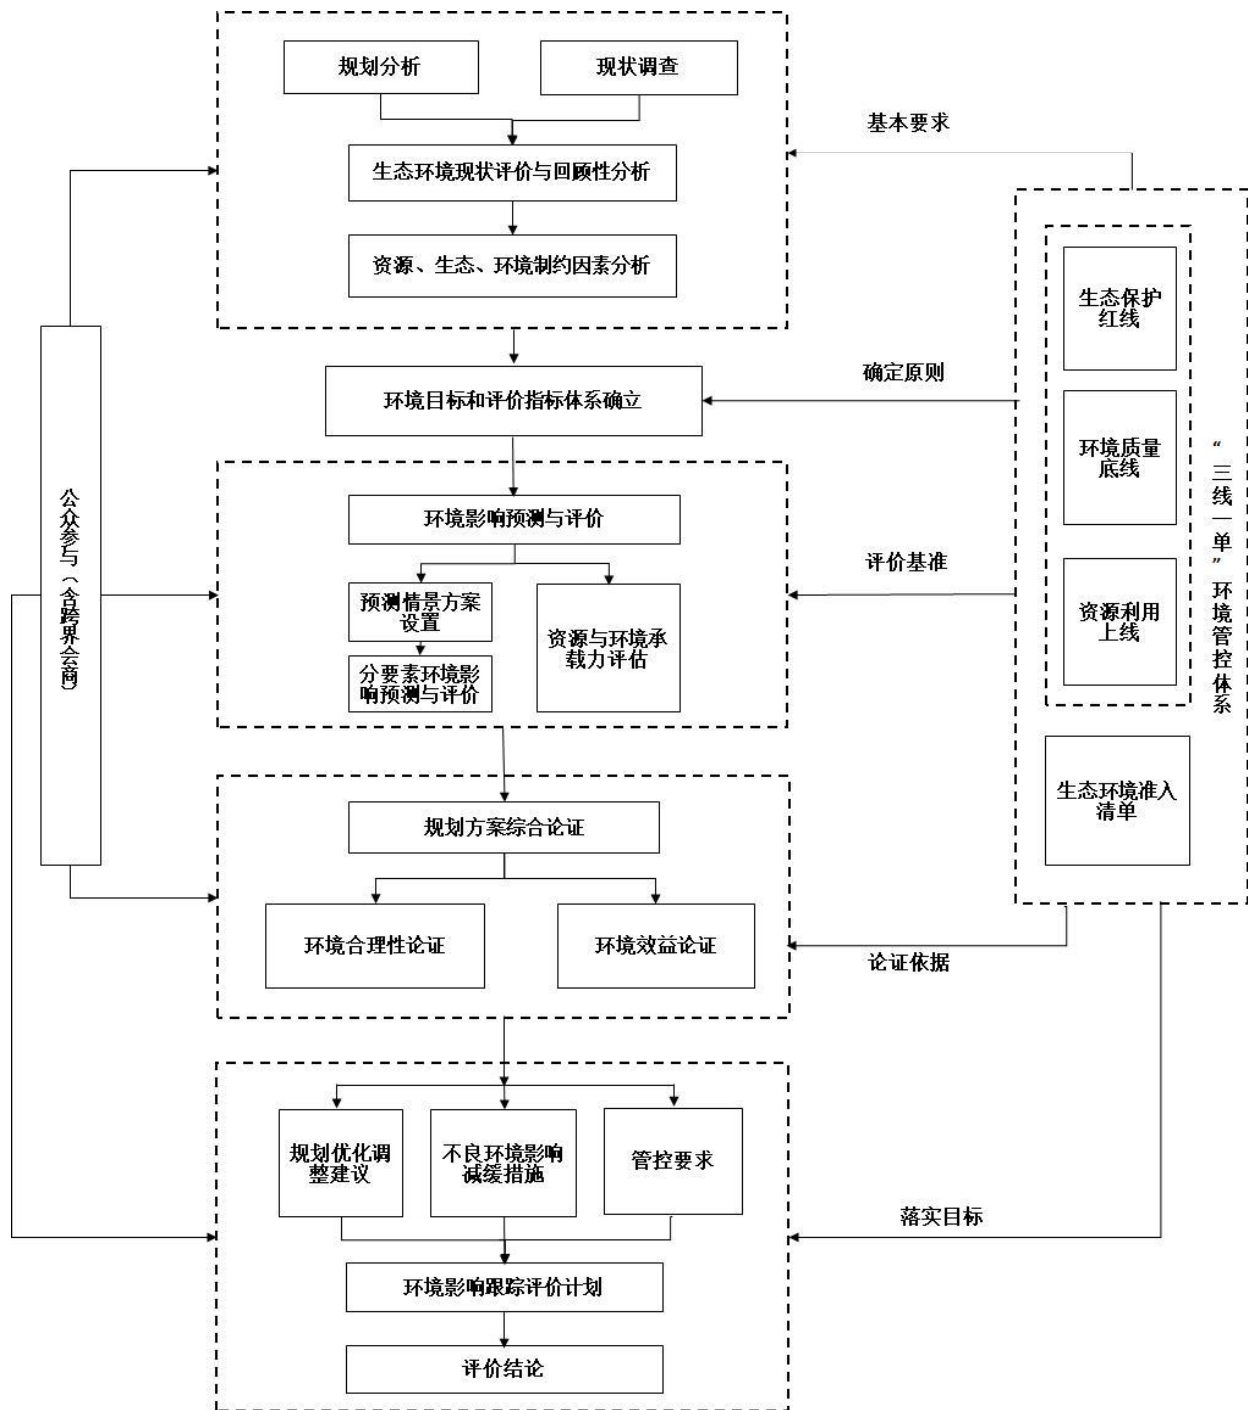 规划分析
现状调查
基本要求
生态环境现状评价与回顾性分析
资源、生态、环境制约因素分析
生态保护
红线
确定原则
环境目标和评价指标体系确立
环境质量
底线
“三线一单”环境管控体系
公众参与（含跨界会商）
环境影响预测与评价
评价基准
预测情景方案
设置
资源与环境承
载力评估
资源利用
上线
分要素环境影
响预测与评价
生态环境准入
清单
规划方案综合论证
环境合理性论证
环境效益论证
论证依据
规划优化调
整建议
不良环境影响
减缓措施
管控要求
落实目标
环境影响跟踪评价计划
评价结论